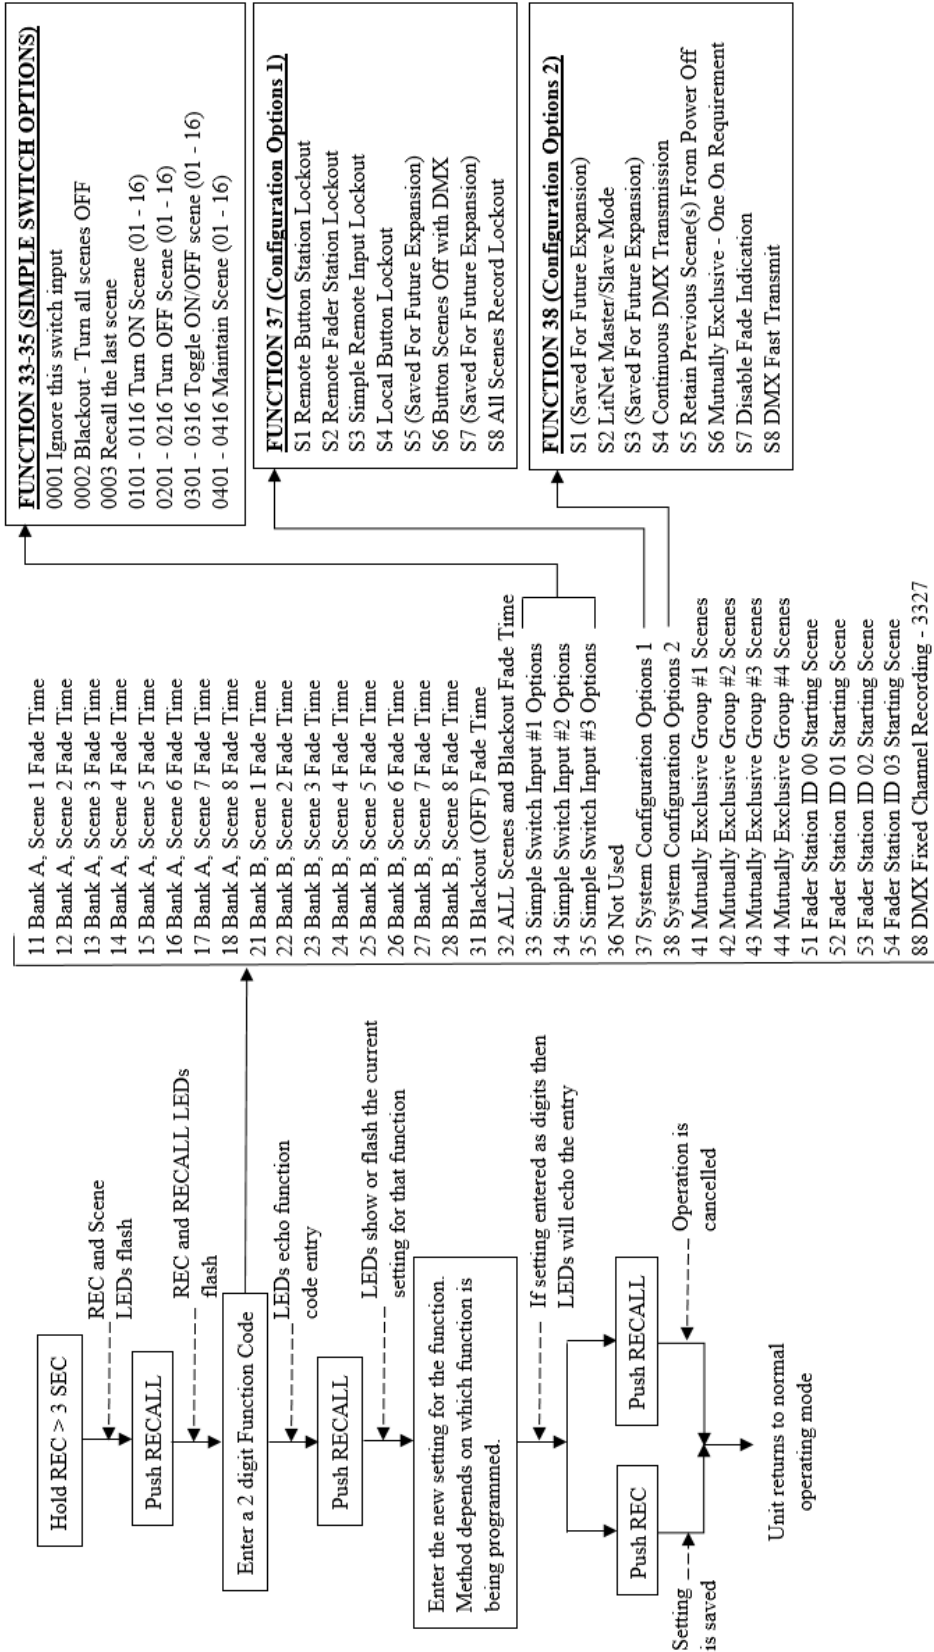 Hold REC > 3 SEC
REC and Scene
LEDs flash
Push RECALL
REC and RECALL LEDs
flash
Enter a 2 digit Function Code
LEDs echo function
code entry
Push RECALL
LEDs show or flash the current
setting for that function
Enter the new setting for the function.
Method depends on which function is
being programmed.
If setting entered as digits then
LEDs will echo the entry
Push REC
Push RECALL
Setting
is saved
Operation is
cancelled
Unit returns to normal
operating mode
11 Bank A, Scene 1 Fade Time
12 Bank A, Scene 2 Fade Time
13 Bank A, Scene 3 Fade Time
14 Bank A, Scene 4 Fade Time
15 Bank A, Scene 5 Fade Time
16 Bank A, Scene 6 Fade Time
17 Bank A, Scene 7 Fade Time
18 Bank A, Scene 8 Fade Time
21 Bank B, Scene 1 Fade Time
22 Bank B, Scene 2 Fade Time
23 Bank B, Scene 3 Fade Time
24 Bank B, Scene 4 Fade Time
25 Bank B, Scene 5 Fade Time
26 Bank B, Scene 6 Fade Time
27 Bank B, Scene 7 Fade Time
28 Bank B, Scene 8 Fade Time
31 Blackout (OFF) Fade Time
32 ALL Scenes and Blackout Fade Time
33 Simple Switch Input #1 Options
34 Simple Switch Input #2 Options
35 Simple Switch Input #3 Options
36 Not Used
37 System Configuration Options 1
38 System Configuration Options 2
41 Mutually Exclusive Group #1 Scenes
42 Mutually Exclusive Group #2 Scenes
43 Mutually Exclusive Group #3 Scenes
44 Mutually Exclusive Group #4 Scenes
51 Fader Station ID 00 Starting Scene
52 Fader Station ID 01 Starting Scene
53 Fader Station ID 02 Starting Scene
54 Fader Station ID 03 Starting Scene
88 DMX Fixed Channel Recording - 3327
FUNCTION 33-35 (SIMPLE SWITCH OPTIONS)
0001 Ignore this switch input
0002 Blackout - Turn all scenes OFF
0003 Recall the last scene
0101 - 0116 Turn ON Scene (01 - 16)
0201 - 0216 Turn OFF Scene (01 - 16)
0301 - 0316 Toggle ON/OFF scene (01 - 16)
0401 - 0416 Maintain Scene (01 - 16)
FUNCTION 37 (Configuration Options 1)
S1 Remote Button Station Lockout
S2 Remote Fader Station Lockout
S3 Simple Remote Input Lockout
S4 Local Button Lockout
S5 (Saved For Future Expansion)
S6 Button Scenes Off with DMX
S7 (Saved For Future Expansion)
S8 All Scenes Record Lockout
FUNCTION 38 (Configuration Options 2)
S1 (Saved For Future Expansion)
S2 LitNet Master/Slave Mode
S3 (Saved For Future Expansion)
S4 Continuous DMX Transmission
S5 Retain Previous Scene(s) From Power Off
S6 Mutually Exclusive - One On Requirement
S7 Disable Fade Indication
S8 DMX Fast Transmit